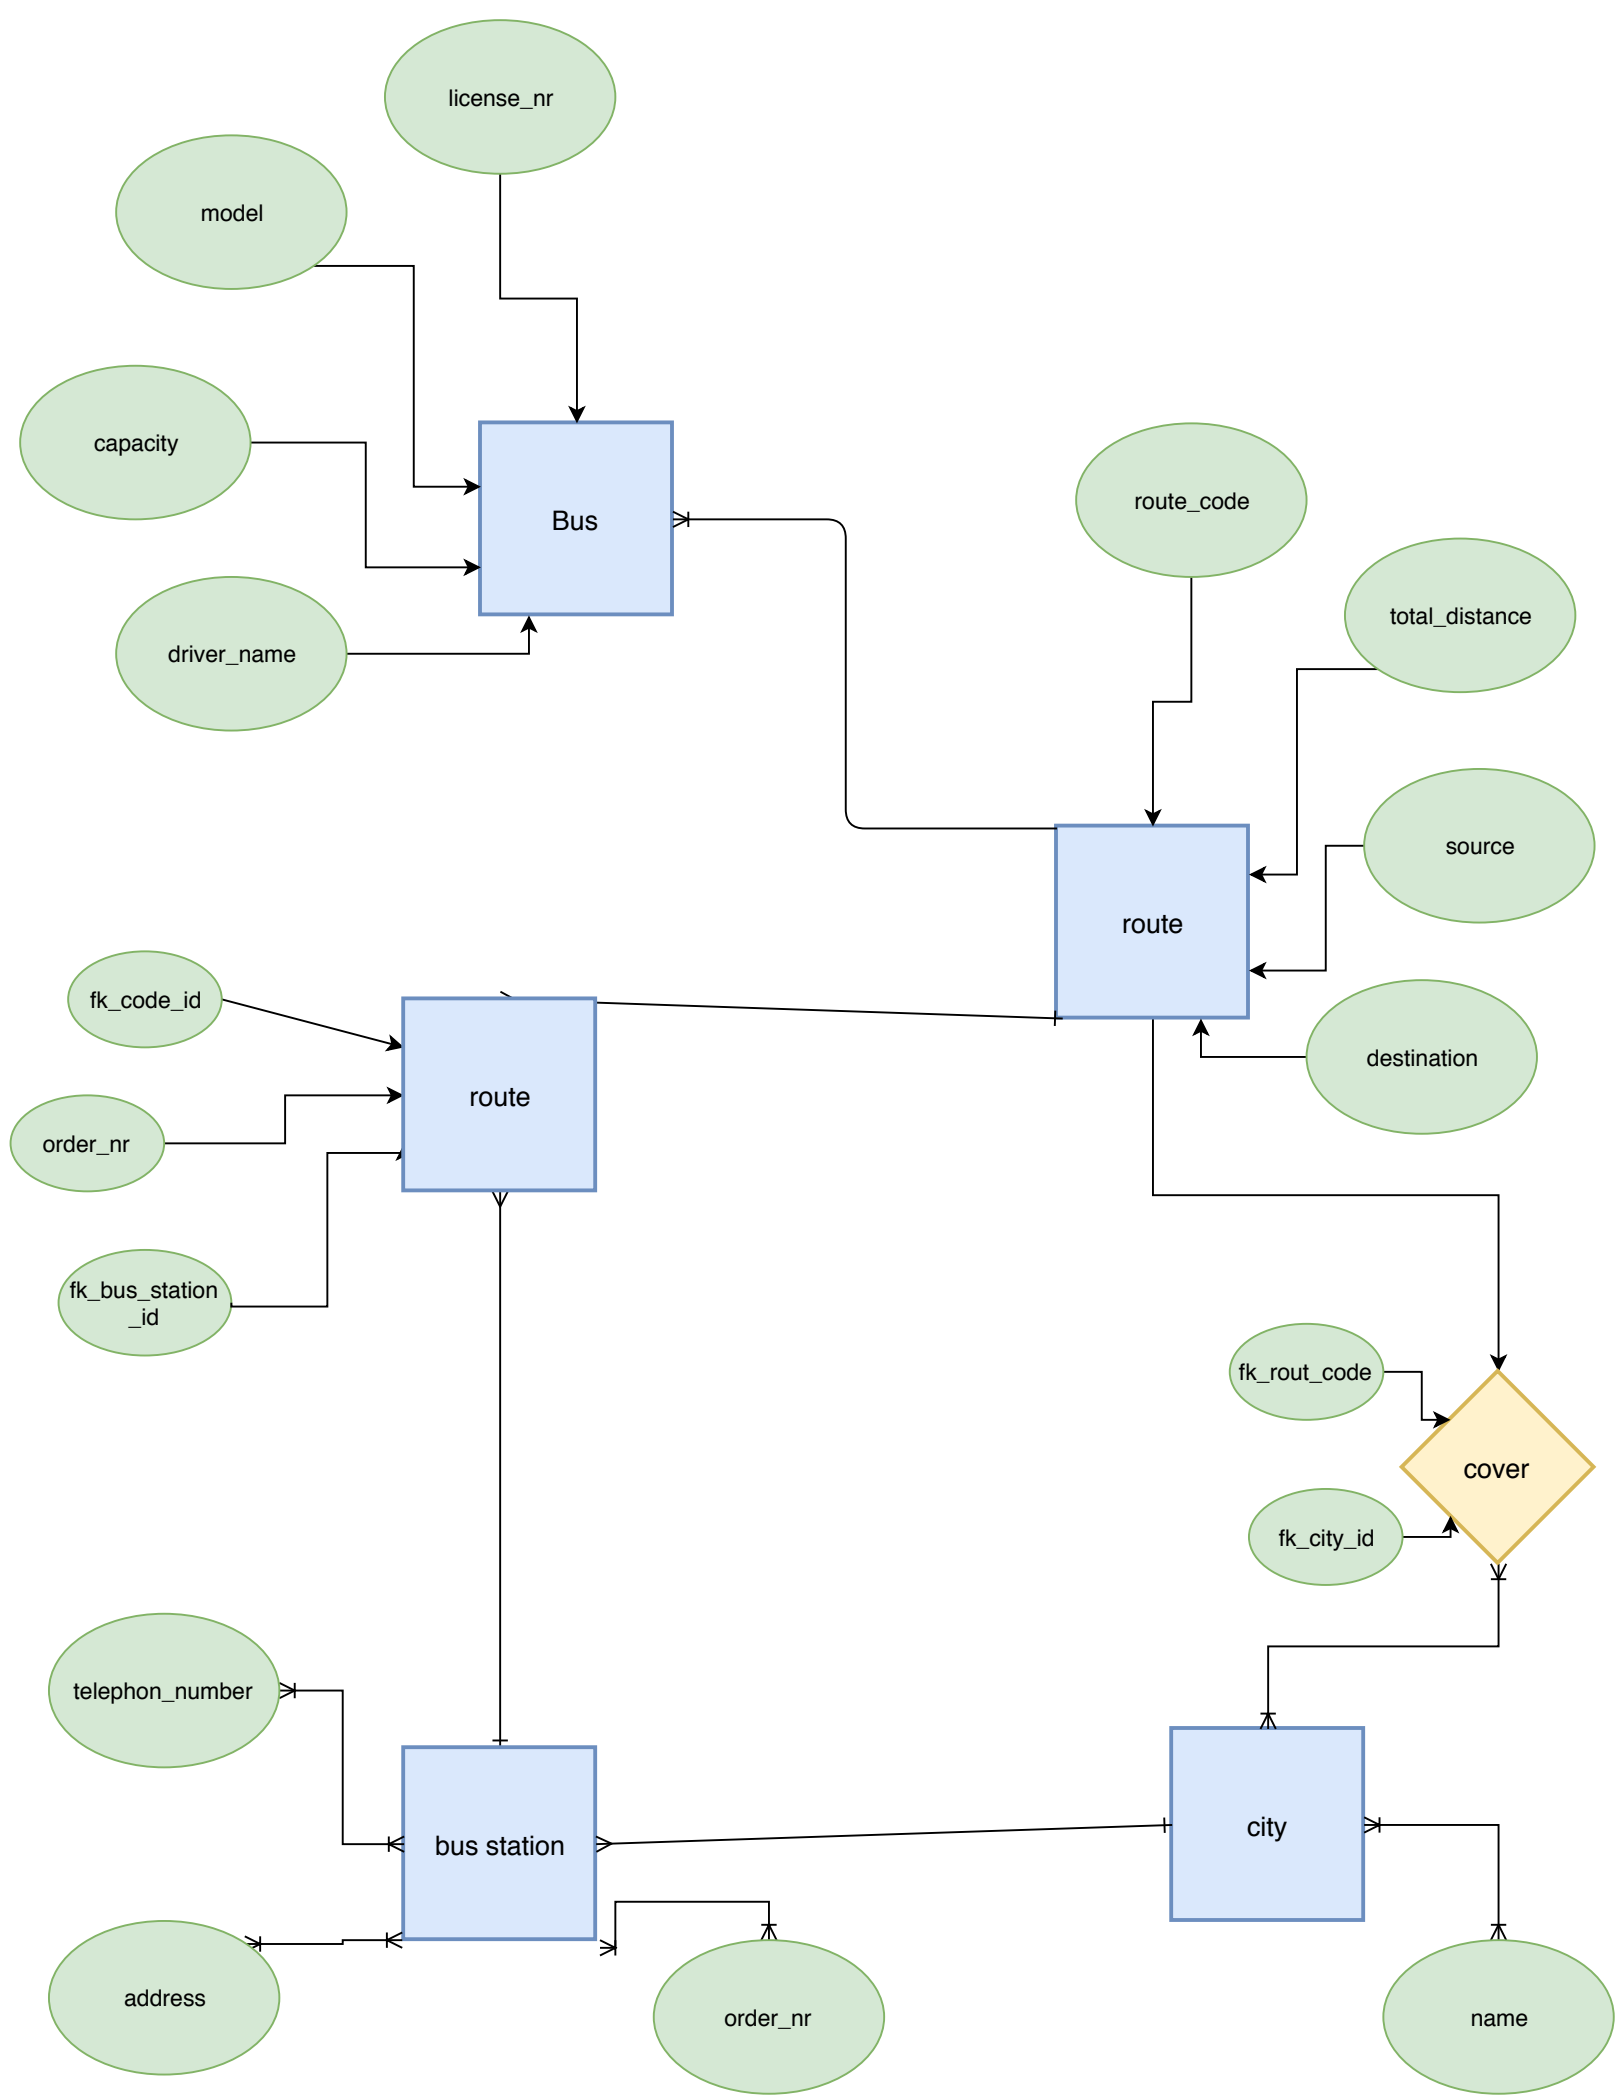 license_nr
model
capacity
Bus
driver_name
route_code
total_distance
source
route
destination
fk_code_id
route
order_nr
fk_bus_station
_id
fk_rout_code
cover
fk_city_id
telephon_number
bus station
city
address
order_nr
name